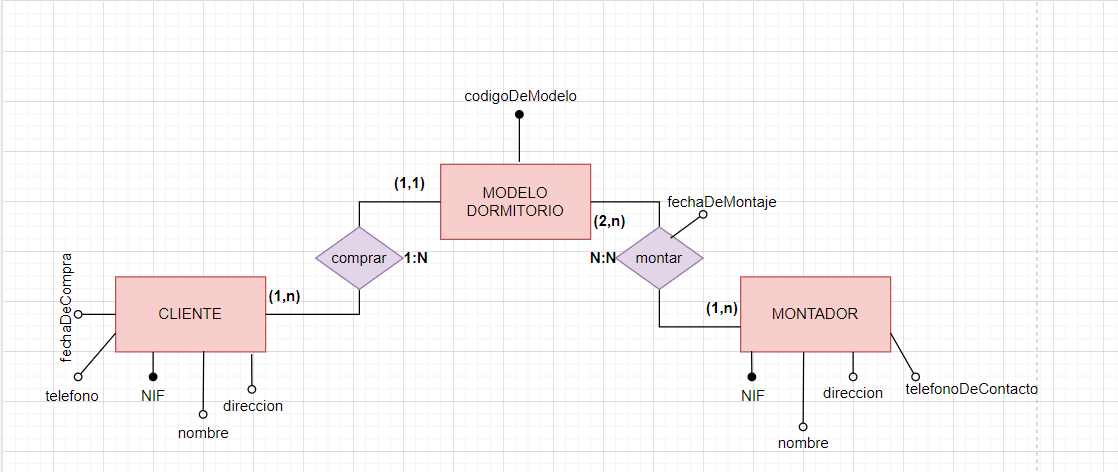 codigoDeModelo
(1,1)
MODELO
DORMITORIO
fechaDeMontaje
(2,n)
comprar
1:N
N:N
montar
fechaDeCompra
(1,n)
CLIENTE
(1,n)
MONTADOR
telefono
NIF
direccion
nombre
NIF
direccion
telefonoDeContacto
nombre